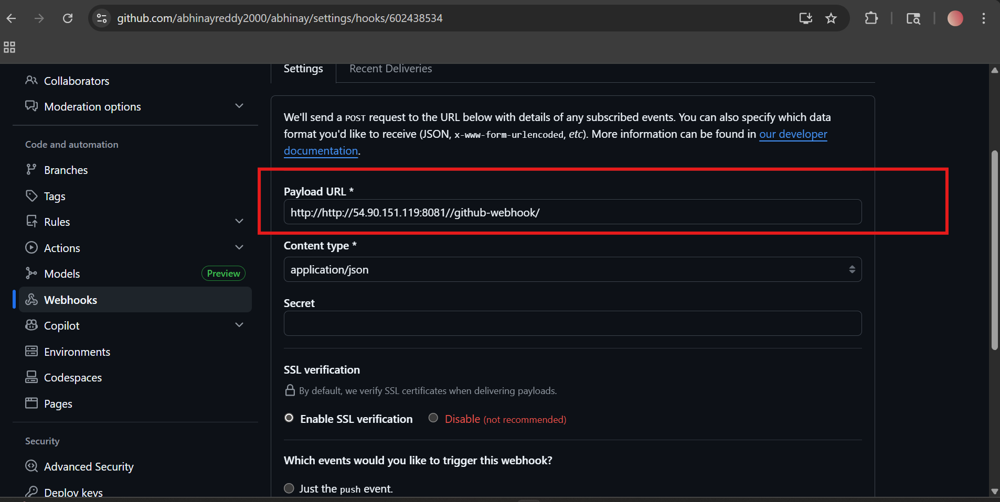 github.com/abhinayreddy2000/abhinay/settings/hooks/602438534
Collaborators
Moderation options
Code and automation
Branches
Tags
Rules
Actions
Models
Preview
Webhooks
Copilot
Environments
Codespaces
Pages
Security
Advanced Security
Deploy keys
Settings
Recent Deliveries
We'll send a POST request to the URL below with details of any subscribed events. You can also specify which data
format you'd like to receive (JSON, x-www-form-urlencoded, etc). More information can be found in our developer
documentation.
Payload URL *
http://http://54.90.151.119:8081//github-webhook/
Content type *
application/json
Secret
SSL verification
By default, we verify SSL certificates when delivering payloads.
Enable SSL verification
Disable (not recommended)
Which events would you like to trigger this webhook?
Just the push event.